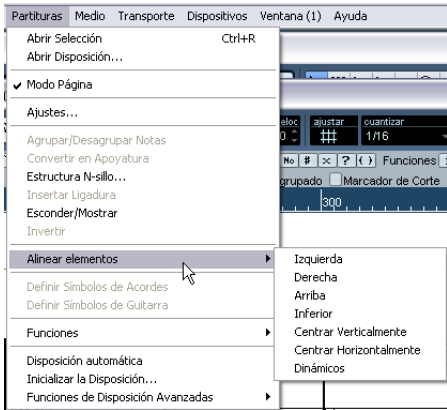 Partituras Medio Transporte Dispositivos Ventana (1) Ayuda
Abrir Selección Ctrl+R
Abrir Disposición...
Modo Página
Ajustes...
eloc ajustar cuantizar
0 1/16
Agrupar/Desagrupar Notas
Convertir en Apoyatura
No # x ? ( ) Funciones
Estructura N-sillo...
grupado Marcador de Corte
Insertar Ligadura
300
Esconder/Mostrar
Invertir
Alinear elementos
Izquierda
Derecha
Arriba
Inferior
Centrar Verticalmente
Centrar Horizontalmente
Dinámicos
Definir Símbolos de Acordes
Definir Símbolos de Guitarra
Funciones
Disposición automática
Inicializar la Disposición...
Funciones de Disposición Avanzadas